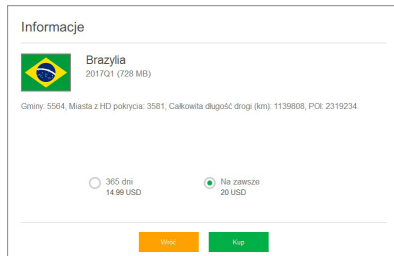 Informacje
Brazylia
2017Q1 (728 MB)
Gminy: 5564, Miasta z HD pokrycia: 3581, Całkowita długość drogi (km): 1139808, POI: 2319234.
365 dni
14.99 USD
Na zawsze
20 USD
Wróć
Kup